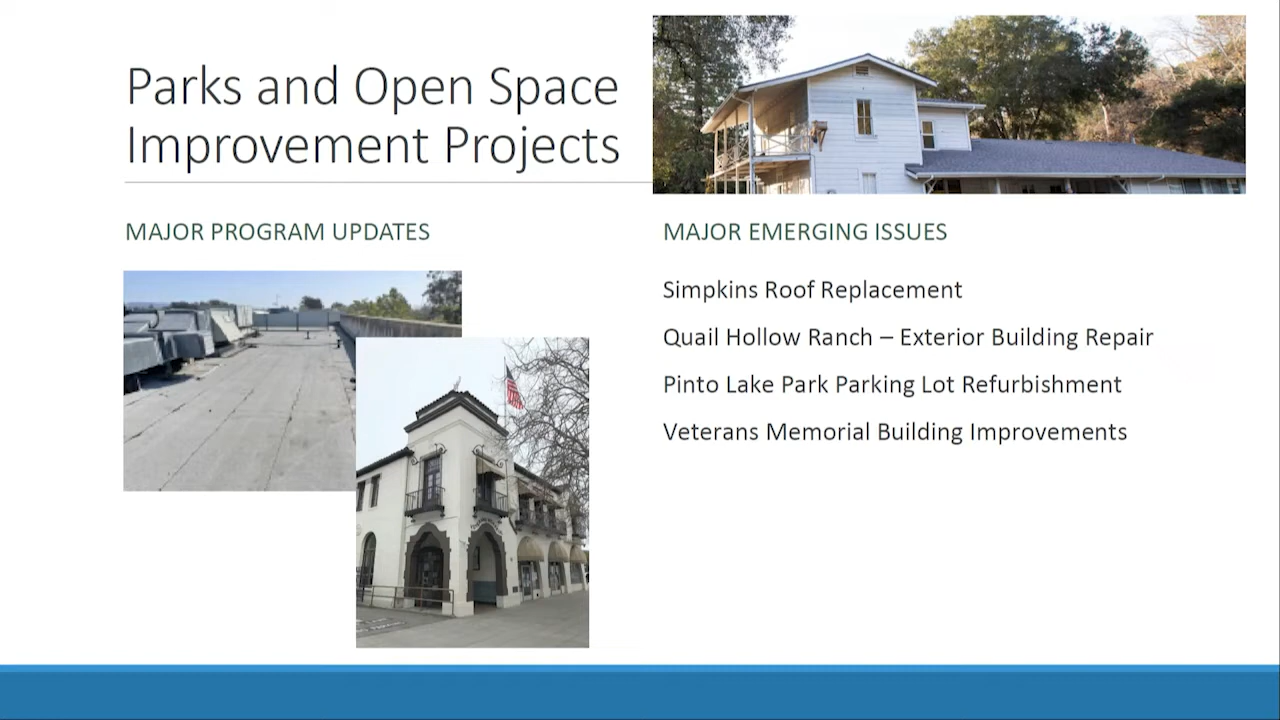 Parks and Open Space
Improvement Projects
MAJOR PROGRAM UPDATES
MAJOR EMERGING ISSUES
Simpkins Roof Replacement
Quail Hollow Ranch – Exterior Building Repair
Pinto Lake Park Parking Lot Refurbishment
Veterans Memorial Building Improvements